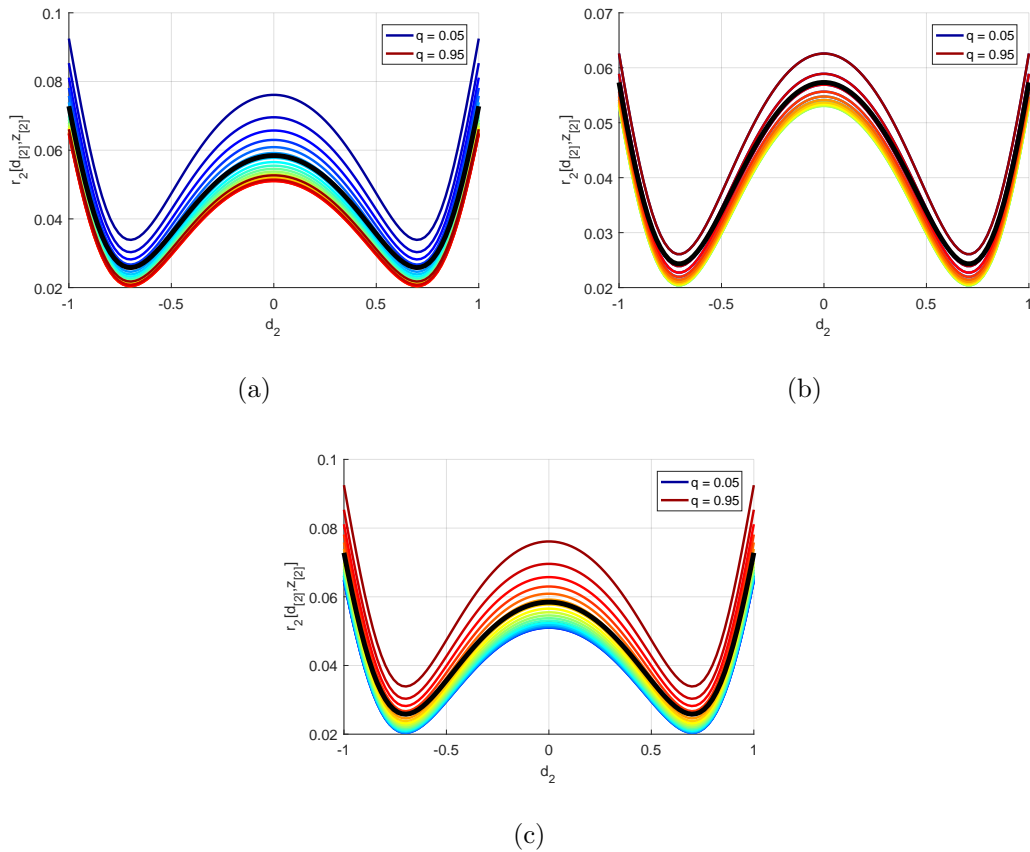 0.1
0.08
0.06
0.04
0.02
r2[d[2],z[2]]
-1 -0.5 0 0.5 1
d2
q = 0.05
q = 0.95
(a)
0.07
0.06
0.05
0.04
0.03
0.02
r2[d[2],z[2]]
-1 -0.5 0 0.5 1
d2
q = 0.05
q = 0.95
(b)
0.1
0.08
0.06
0.04
0.02
r2[d[2],z[2]]
-1 -0.5 0 0.5 1
d2
q = 0.05
q = 0.95
(c)